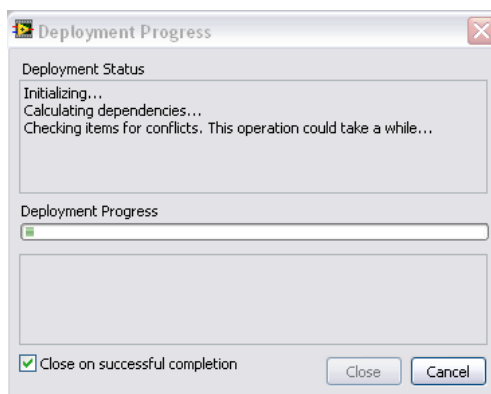 Deployment Progress
Deployment Status
Initializing...
Calculating dependencies...
Checking items for conflicts. This operation could take a while...
Deployment Progress
Close on successful completion
Close
Cancel